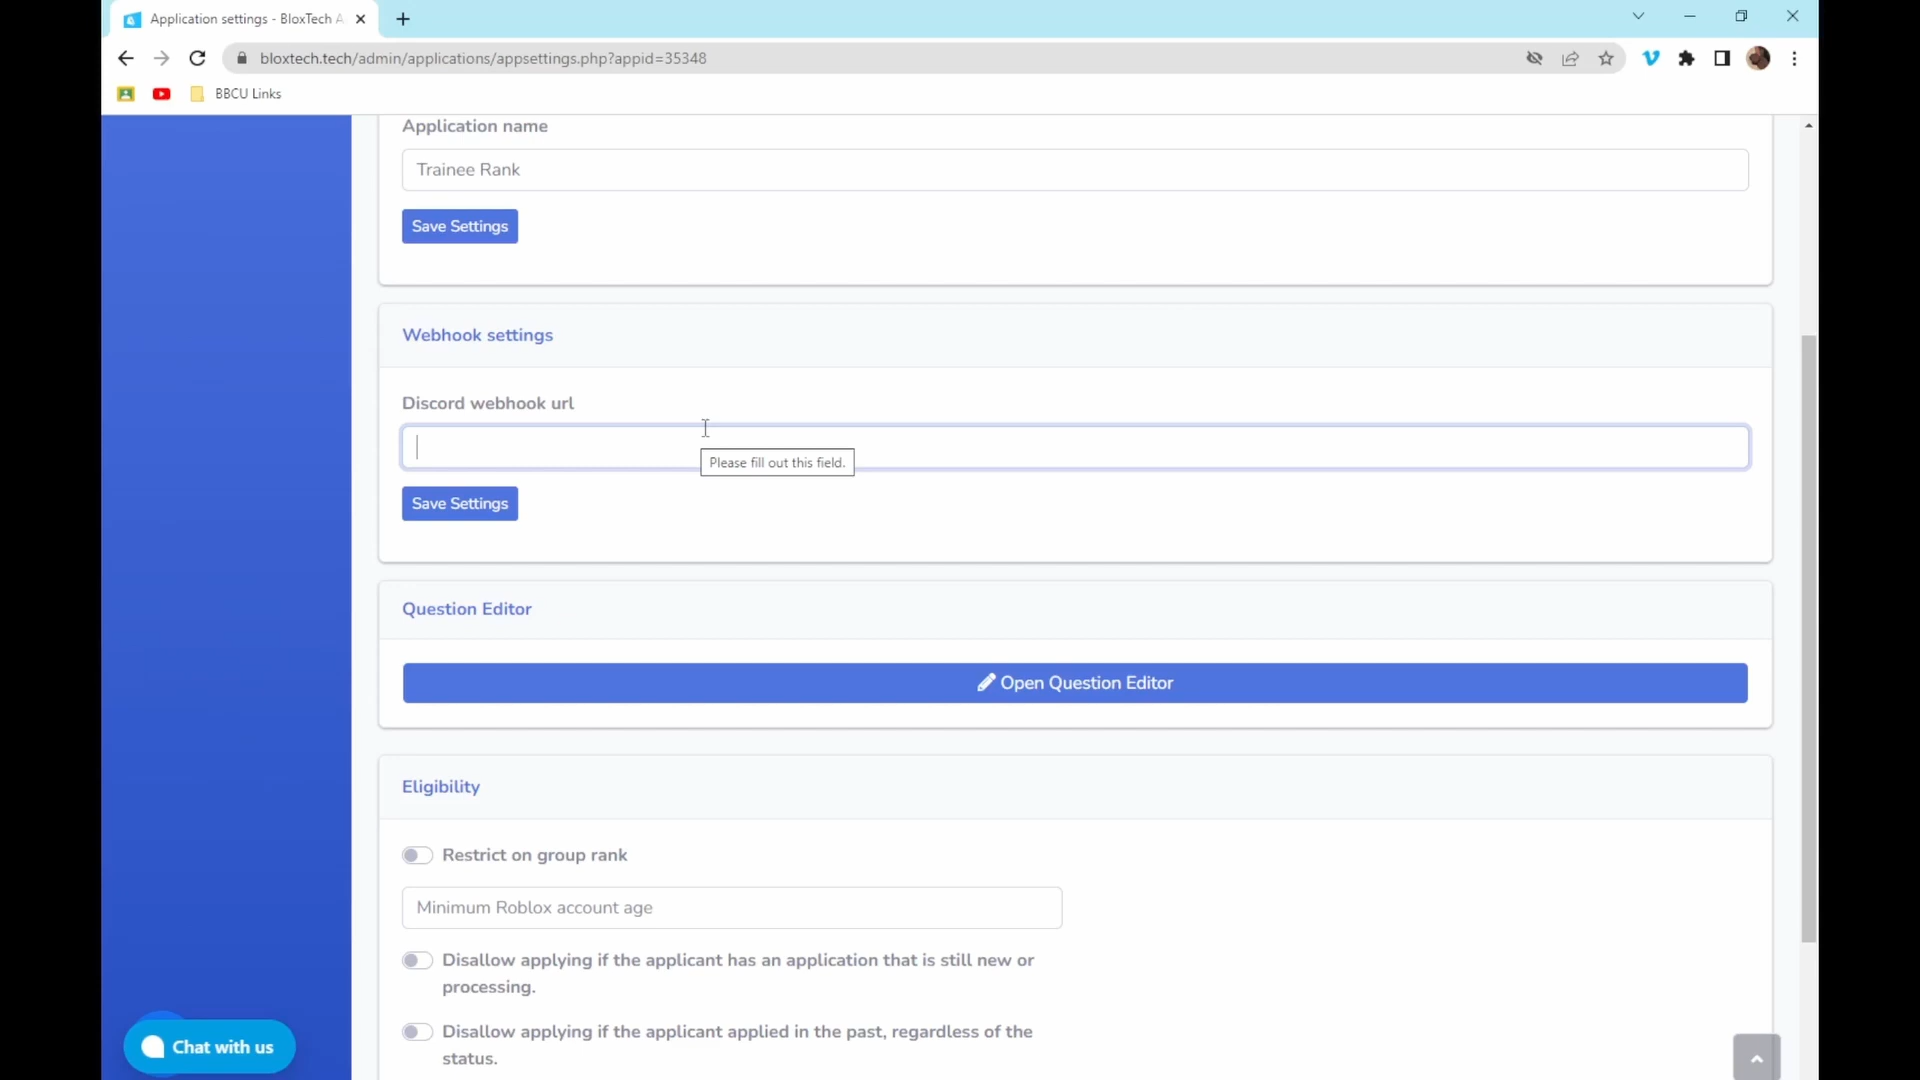 Application settings - BloxTech A
bloxtech.tech/admin/applications/appsettings.php?appid=35348
BBCU Links
Application name
Trainee Rank
Save Settings
Webhook settings
Discord webhook url
Please fill out this field.
Save Settings
Question Editor
Open Question Editor
Eligibility
Restrict on group rank
Minimum Roblox account age
Disallow applying if the applicant has an application that is still new or
processing.
Disallow applying if the applicant applied in the past, regardless of the
status.
Chat with us